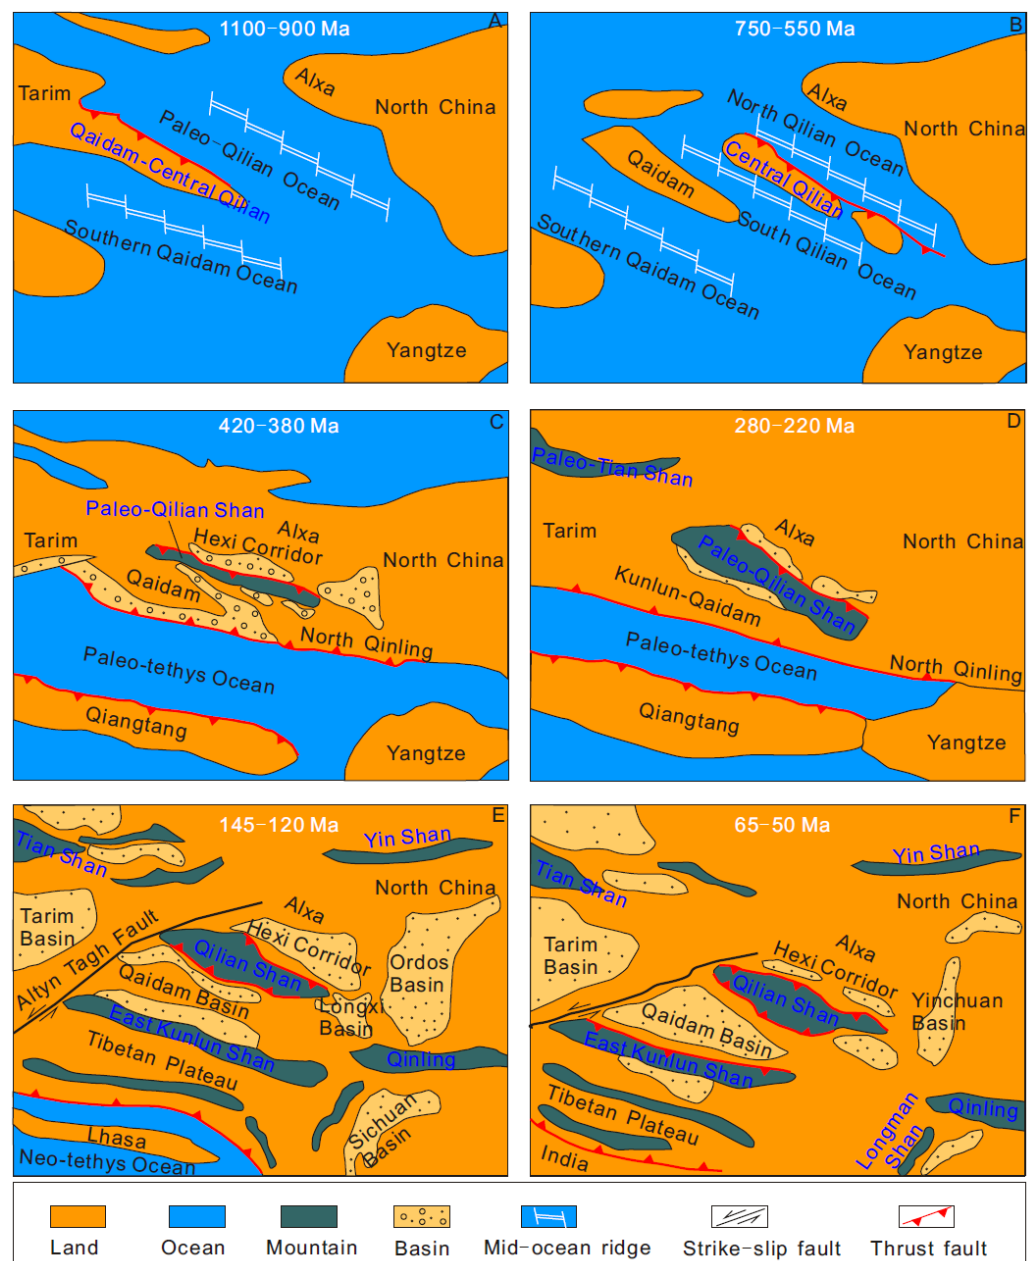 A
1100-900 Ma
Alxa
Tarim
North China
Paleo-Qilian Ocean
Qaidam-Central Qilian
Southern Qaidam Ocean
Yangtze
B
750-550 Ma
Alxa
North Qilian Ocean
North China
Central Qilian
Qaidam
South Qilian Ocean
Southern Qaidam Ocean
Yangtze
C
420-380 Ma
Paleo-Qilian Shan
Alxa
Hexi Corridor
Tarim
North China
Qaidam
North Qinling
Paleo-tethys Ocean
Qiangtang
Yangtze
D
280-220 Ma
Paleo-Tian Shan
Tarim
Alxa
North China
Paleo-Qilian Shan
Kunlun-Qaidam
Paleo-tethys Ocean
North Qinling
Qiangtang
Yangtze
E
145-120 Ma
Tian Shan
Yin Shan
North China
Tarim
Basin
Altyn Tagh Fault
Alxa
Hexi Corridor
Qilian Shan
Ordos
Basin
Qaidam Basin
Longxi
Basin
East Kunlun Shan
Qinling
Tibetan Plateau
Sichuan
Basin
Lhasa
Neo-tethys Ocean
F
65-50 Ma
Tian Shan
Yin Shan
North China
Tarim
Basin
Alxa
Hexi Corridor
Qilian Shan
Yinchuan
Basin
Qaidam Basin
East Kunlun Shan
Tibetan Plateau
Longman
Shan
Qinling
India
Land
Ocean
Mountain
Basin
Mid-ocean ridge
Strike-slip fault
Thrust fault